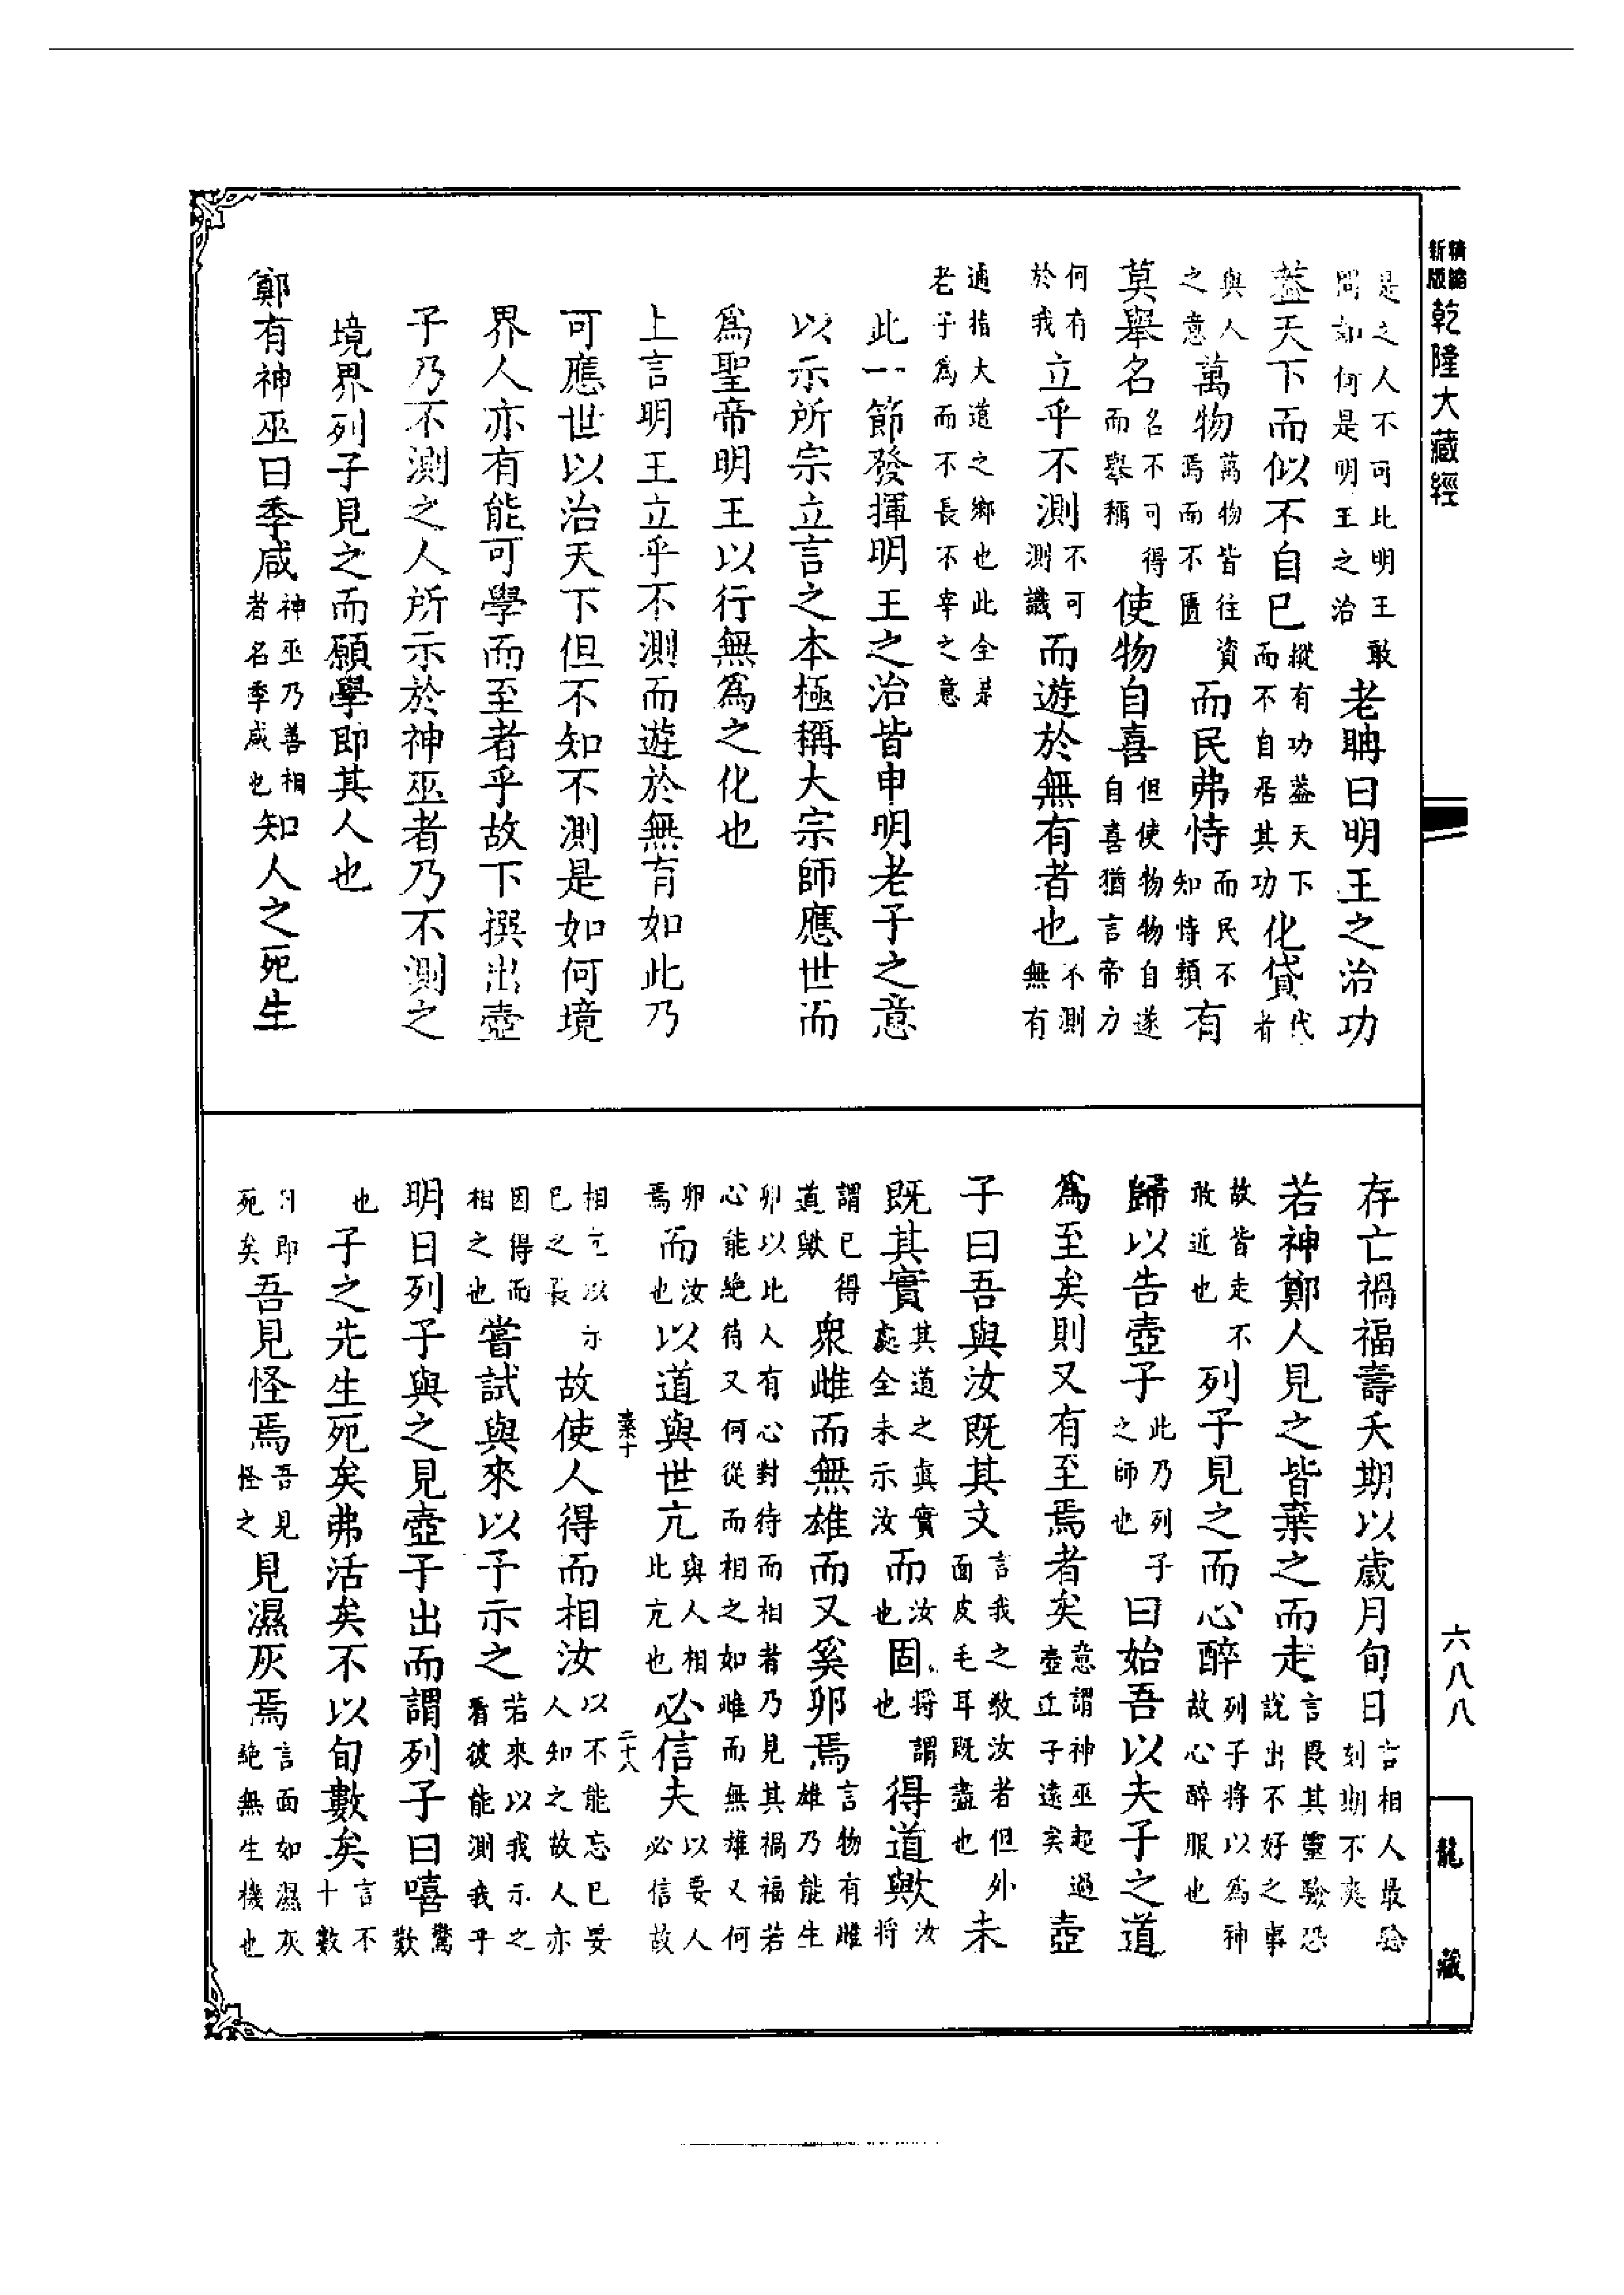 精縮新版乾隆大藏經
是之人不可比明王敢問如何是明王之治老聃曰明王之治功
蓋天下而似不自已縱有功蓋天下而不自居其功化貸代者
與人之意萬物萬物皆往資焉而不匱而民弗恃而民不知恃賴有
莫舉名名不可得而舉稱使物自喜但使物物自遂自喜猶言帝力
何有於我立乎不測不可測識而遊於無有者也不測無有
通指大道之鄉也此全是老子為而不長不宰之意
此一節發揮明王之治皆申明老子之意
以示所宗立言之本極稱大宗師應世而
爲聖帝明王以行無爲之化也
上言明王立乎不測而遊於無有如此乃
可應世以治天下但不知不測是如何境
界人亦有能可學而至者乎故下撰出壺
子乃不測之人所示於神巫者乃不測之
境界列子見之而願學即其人也
鄭有神巫曰季咸神巫乃善相者名季咸也知人之死生
存亡禍福壽夭期以歲月旬日言相人最驗刻期不爽
若神鄭人見之皆棄之而走言畏其靈驗恐說出不好之事
故皆走不敢近也列子見之而心醉列子將以爲神故心醉服也
歸以告壺子此乃列子之師也曰始吾以夫子之道
爲至矣則又有至焉者矣意謂神巫起過壺丘子遠矣壺
子曰吾與汝既其文言我之教汝者但外面皮毛耳既盡也未
既其實其道之真實處全未示汝而汝也固將謂也得道歟汝將
謂已得道歟眾雌而無雄而又奚卵焉言物有雌雄乃能生
卵以比人有心對待而相者乃見其禍福若心能絕待又何從而相之如雌而無雄又何
卵焉而汝也以道與世亢與人相此亢也必信夫以要人必信故
相亢以示已之長故使人得而相汝以不能忘已要人知之故人亦
因得而相之也嘗試與來以予示之若來以我示之看彼能測我乎
明日列子與之見壺子出而謂列子曰嘻驚歎
也子之先生死矣弗活矣不以旬數矣言不十數
日即死矣吾見怪焉吾見怪之見濕灰焉言面如濕灰絶無生機也
素十
二十八
六八八
龍藏